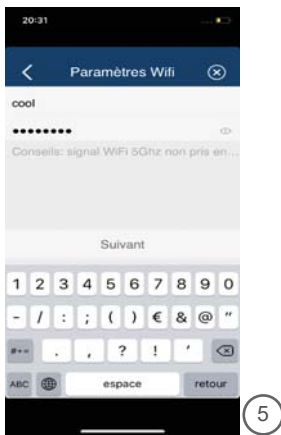 20:31
Paramètres Wifi
cool
••••••••
Conseils: signal WiFi 5Ghz non pris en...
Suivant
1 2 3 4 5 6 7 8 9 0
- / : ; ( ) € & @ "
#+= . , ? ! '
ABC espace retour
5